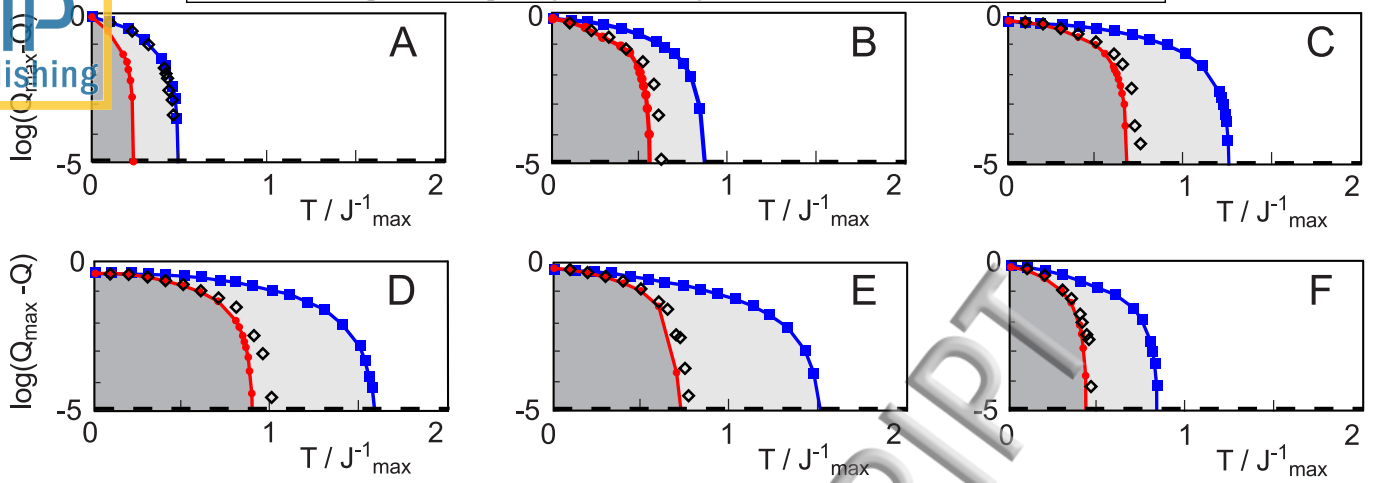 IP
ishing
A
B
C
log(Qmax-Q)
0
-5
0 1 2
T / J⁻¹max
0
-5
0 1 2
T / J⁻¹max
0
-5
0 1 2
T / J⁻¹max
D
E
F
log(Qmax-Q)
0
-5
0 1 2
T / J⁻¹max
0
-5
0 1 2
T / J⁻¹max
0
-5
0 1 2
T / J⁻¹max
RIPT